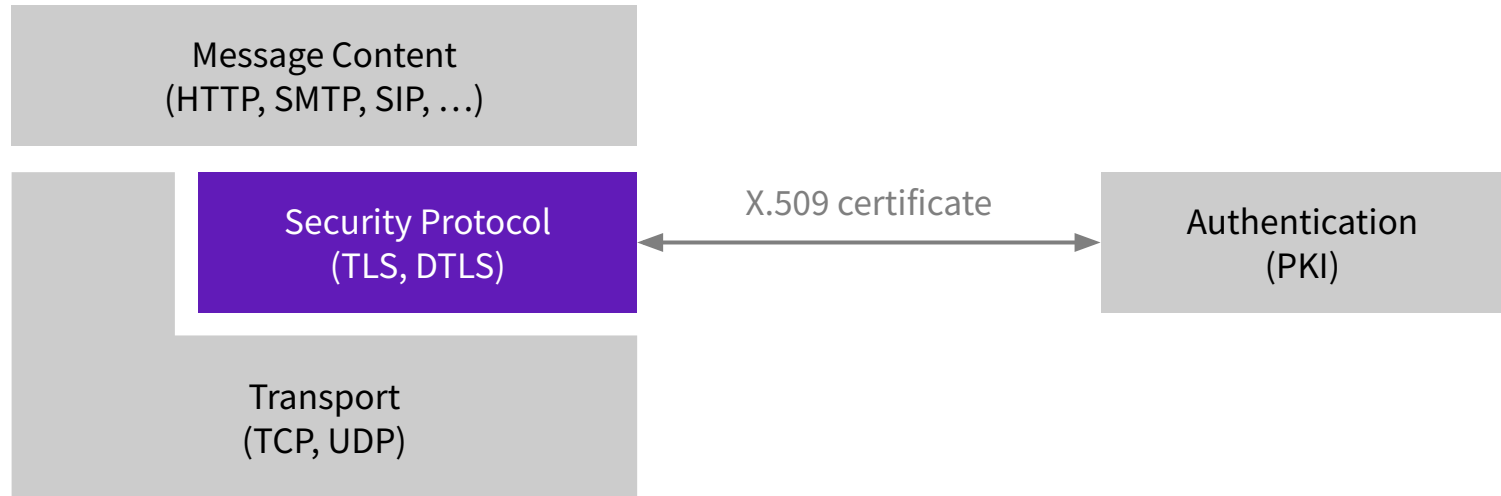 Message Content
(HTTP, SMTP, SIP, …)
Security Protocol
(TLS, DTLS)
X.509 certificate
Authentication
(PKI)
Transport
(TCP, UDP)